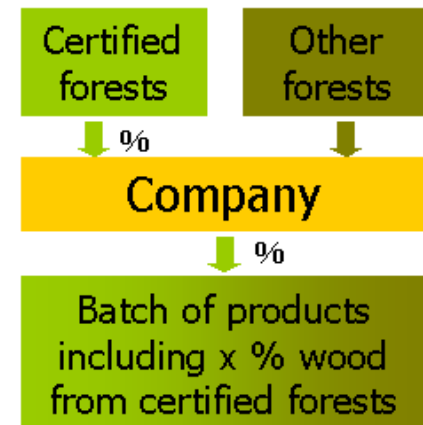 Certified Other
forests forests
%
Company
%
Batch of products
including x % wood
from certified forests